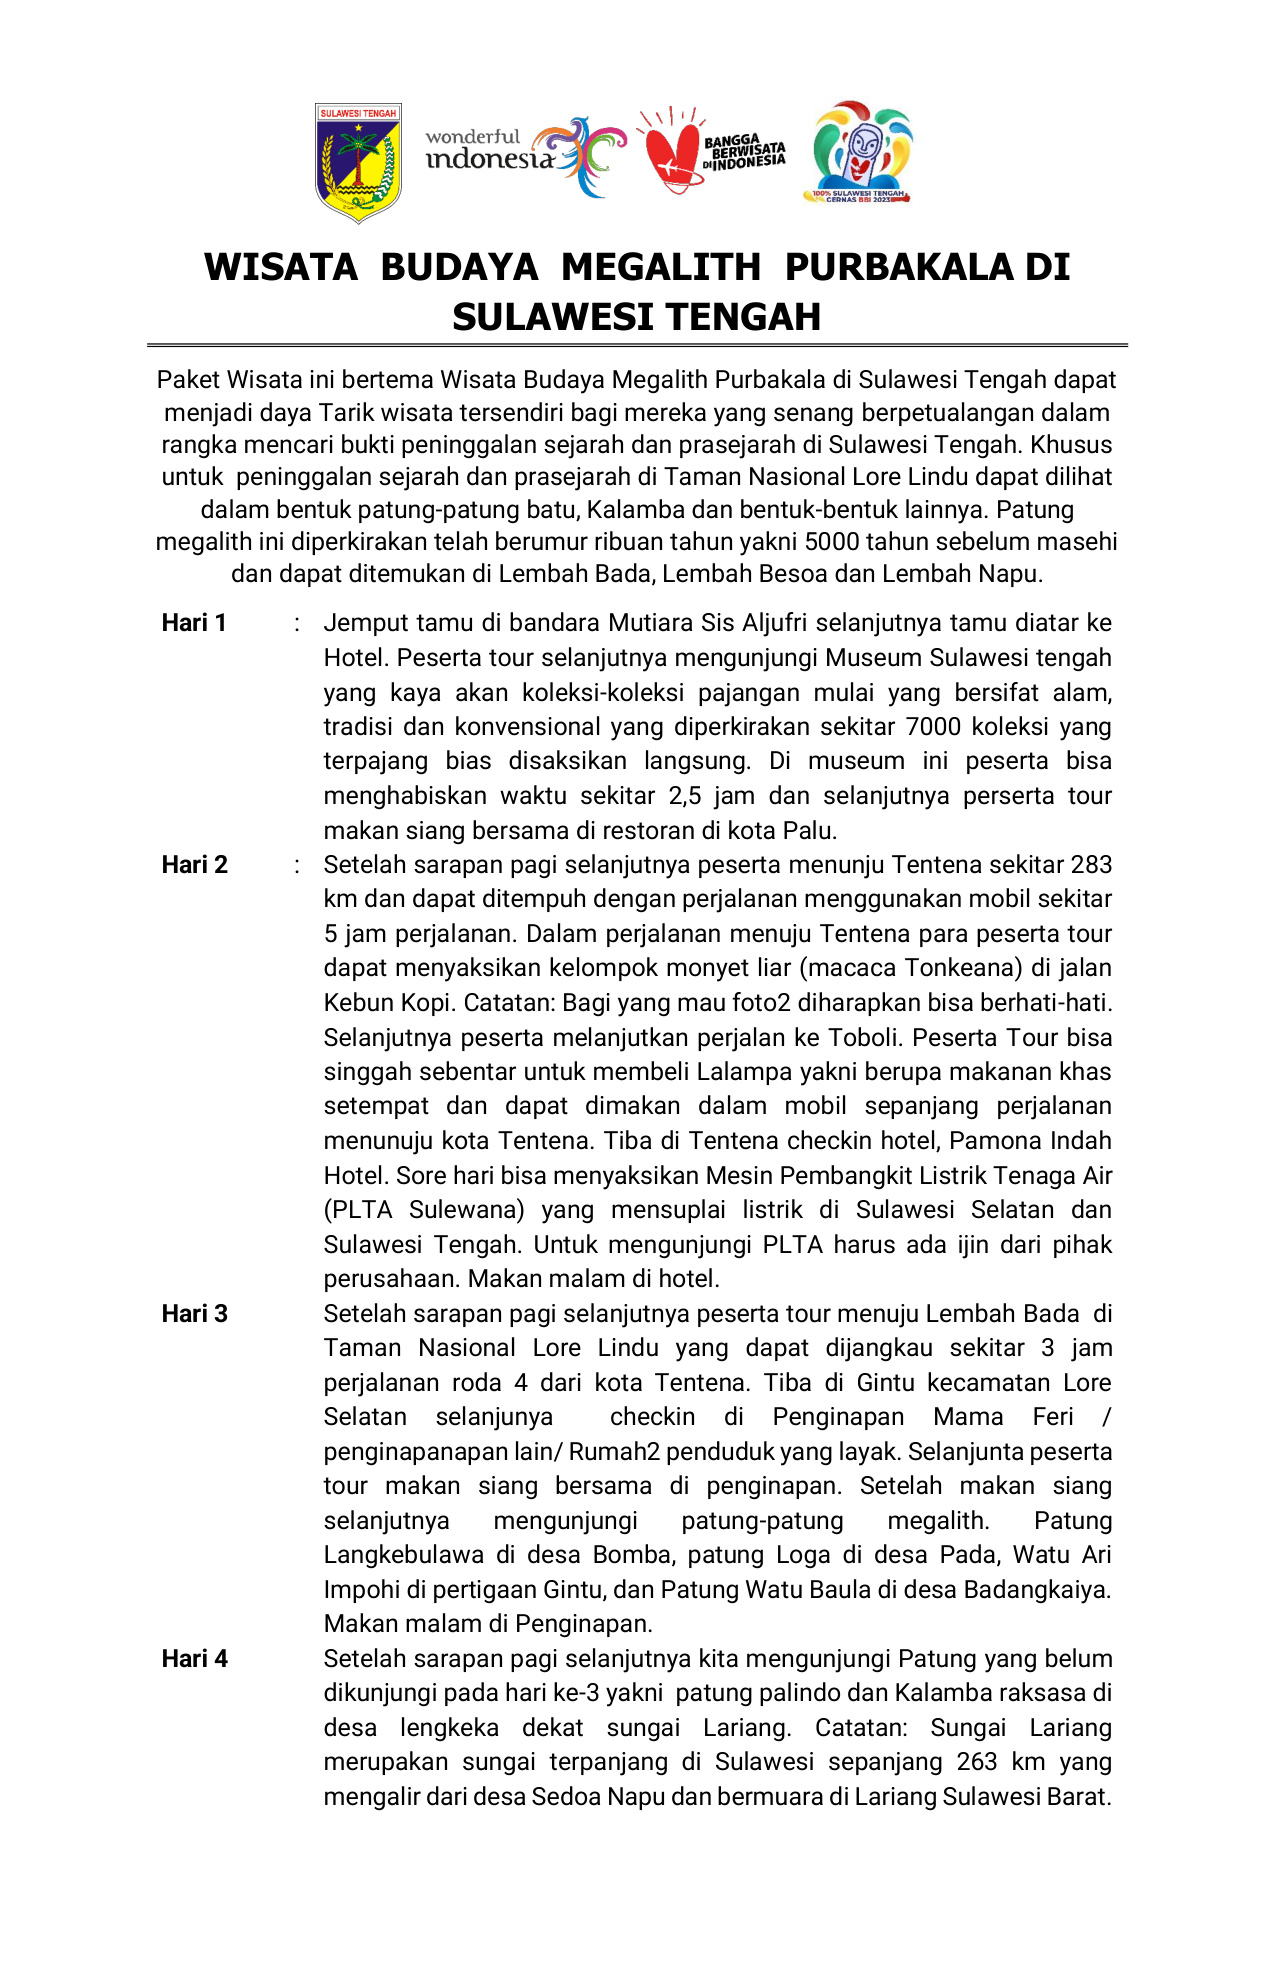 SULAWESI TENGAH
wonderful
indonesia
BANGGA
BERWISATA
DI INDONESIA
100% SULAWESI TENGAH
GERNAS BBI 2023
WISATA BUDAYA MEGALITH PURBAKALA DI
SULAWESI TENGAH
Paket Wisata ini bertema Wisata Budaya Megalith Purbakala di Sulawesi Tengah dapat
menjadi daya Tarik wisata tersendiri bagi mereka yang senang berpetualangan dalam
rangka mencari bukti peninggalan sejarah dan prasejarah di Sulawesi Tengah. Khusus
untuk peninggalan sejarah dan prasejarah di Taman Nasional Lore Lindu dapat dilihat
dalam bentuk patung-patung batu, Kalamba dan bentuk-bentuk lainnya. Patung
megalith ini diperkirakan telah berumur ribuan tahun yakni 5000 tahun sebelum masehi
dan dapat ditemukan di Lembah Bada, Lembah Besoa dan Lembah Napu.
Hari 1 : Jemput tamu di bandara Mutiara Sis Aljufri selanjutnya tamu diatar ke
Hotel. Peserta tour selanjutnya mengunjungi Museum Sulawesi tengah
yang kaya akan koleksi-koleksi pajangan mulai yang bersifat alam,
tradisi dan konvensional yang diperkirakan sekitar 7000 koleksi yang
terpajang bias disaksikan langsung. Di museum ini peserta bisa
menghabiskan waktu sekitar 2,5 jam dan selanjutnya perserta tour
makan siang bersama di restoran di kota Palu.
Hari 2 : Setelah sarapan pagi selanjutnya peserta menunju Tentena sekitar 283
km dan dapat ditempuh dengan perjalanan menggunakan mobil sekitar
5 jam perjalanan. Dalam perjalanan menuju Tentena para peserta tour
dapat menyaksikan kelompok monyet liar (macaca Tonkeana) di jalan
Kebun Kopi. Catatan: Bagi yang mau foto2 diharapkan bisa berhati-hati.
Selanjutnya peserta melanjutkan perjalan ke Toboli. Peserta Tour bisa
singgah sebentar untuk membeli Lalampa yakni berupa makanan khas
setempat dan dapat dimakan dalam mobil sepanjang perjalanan
menunuju kota Tentena. Tiba di Tentena checkin hotel, Pamona Indah
Hotel. Sore hari bisa menyaksikan Mesin Pembangkit Listrik Tenaga Air
(PLTA Sulewana) yang mensuplai listrik di Sulawesi Selatan dan
Sulawesi Tengah. Untuk mengunjungi PLTA harus ada ijin dari pihak
perusahaan. Makan malam di hotel.
Hari 3 Setelah sarapan pagi selanjutnya peserta tour menuju Lembah Bada di
Taman Nasional Lore Lindu yang dapat dijangkau sekitar 3 jam
perjalanan roda 4 dari kota Tentena. Tiba di Gintu kecamatan Lore
Selatan selanjunya checkin di Penginapan Mama Feri /
penginapanapan lain/ Rumah2 penduduk yang layak. Selanjunta peserta
tour makan siang bersama di penginapan. Setelah makan siang
selanjutnya mengunjungi patung-patung megalith. Patung
Langkebulawa di desa Bomba, patung Loga di desa Pada, Watu Ari
Impohi di pertigaan Gintu, dan Patung Watu Baula di desa Badangkaiya.
Makan malam di Penginapan.
Hari 4 Setelah sarapan pagi selanjutnya kita mengunjungi Patung yang belum
dikunjungi pada hari ke-3 yakni patung palindo dan Kalamba raksasa di
desa lengkeka dekat sungai Lariang. Catatan: Sungai Lariang
merupakan sungai terpanjang di Sulawesi sepanjang 263 km yang
mengalir dari desa Sedoa Napu dan bermuara di Lariang Sulawesi Barat.